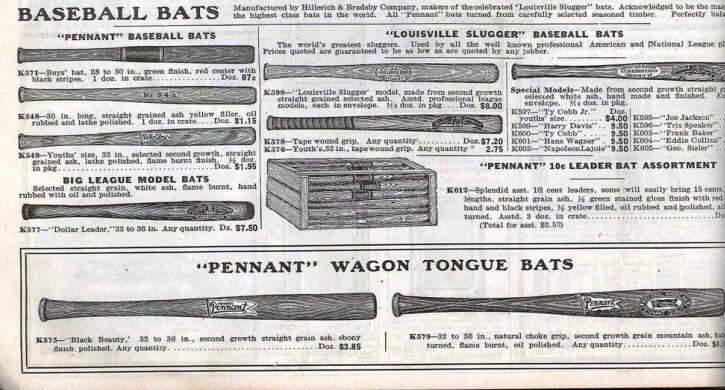 BASEBALL BATS
Manufactured by Hillerich & Bradsby Company, makers of the celebrated "Louisville Slugger" bats. Acknowledged to be the
the highest class bats in the world. All "Pennant" bats turned from carefully selected seasoned timber. Perfectly
"PENNANT" BASEBALL BATS
K571—Boys' bat, 28 to 30 in., green finish, red center with
black stripes. 1 doz. in crate.......Doz. 87c
No. 548
K548—30 in. long, straight grained ash yellow filler, oil
rubbed and lathe polished. 1 doz. in crate....Doz. $1.15
K549—Youths' size, 32 in., selected second growth, straight
grained ash, lathe polished, flame burnt finish. ½ doz.
in pkg.......Doz. $1.95
BIG LEAGUE MODEL BATS
Selected straight grain, white ash, flame burnt, hand
rubbed with oil and polished.
K577—"Dollar Leader," 32 to 36 in. Any quantity. Dz. $7.50
"LOUISVILLE SLUGGER" BASEBALL BATS
The world's greatest sluggers. Used by all the well known professional American and National League
Prices quoted are guaranteed to be as low as are quoted by any jobber.
K598—"Louisville Slugger" model, made from second growth
straight grained selected ash. Asstd. professional league
models, each in envelope. ½ doz. in pkg.......Doz. $8.00
K578—Tape wound grip. Any quantity......Doz. $7.20
K576—Youth's, 32 in., tape wound grip. Any quantity " 2.75
Special Models—Made from second growth straight
selected white ash, hand made and finished.
envelope. ½ doz. in pkg.
K597—"Ty Cobb Jr."
youths' size......$4.00
K599—"Harry Davis".. 9.50
K600—"Ty Cobb".. 9.50
K601—"Hans Wagner". 9.50
K602—"Napoleon Lajoie" 9.50
K595—"Joe Jackson"
K596—"Tris Speaker"
K603—"Frank Baker"
K604—"Eddie Collins"
K605—"Geo. Sisler"
"PENNANT" 10c LEADER BAT ASSORTMENT
K612—Splendid asst. 10 cent leaders, some will easily bring 15 cents,
lengths, straight grain ash, ⅓ green stained gloss finish with red
band and black stripes, ⅓ yellow filled, oil rubbed and polished,
turned. Asstd. 3 doz. in crate.......
(Total for asst. $2.52)
"PENNANT" WAGON TONGUE BATS
Pennant
Pennant
K575—"Black Beauty," 32 to 36 in., second growth straight grain ash, ebony
finish, polished. Any quantity.......Doz. $3.85
K579—32 to 36 in., natural choke grip, second growth grain mountain ash,
turned, flame burnt, oil polished. Any quantity.......Doz.